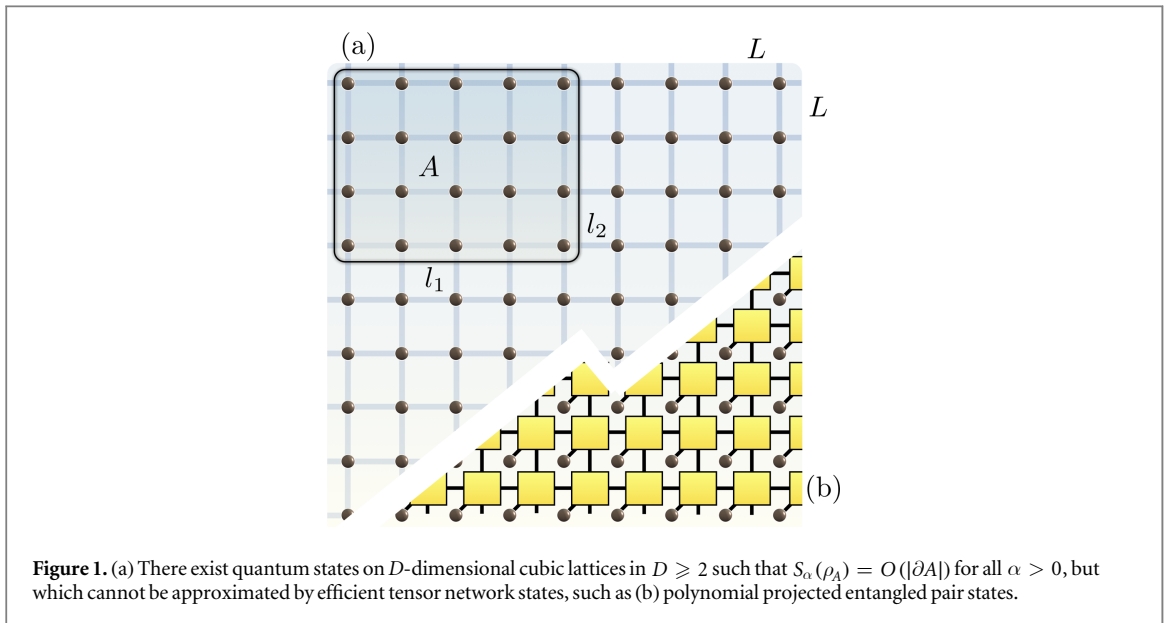 (a)
L
L
A
l₂
l₁
(b)
Figure 1. (a) There exist quantum states on D-dimensional cubic lattices in D ⩾ 2 such that Sα(ρA) = O(|∂A|) for all α > 0, but
which cannot be approximated by efficient tensor network states, such as (b) polynomial projected entangled pair states.